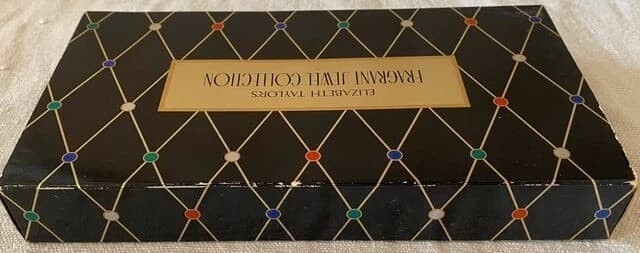 ELIZABETH TAYLOR'S
FRAGRANT JEWEL COLLECTION